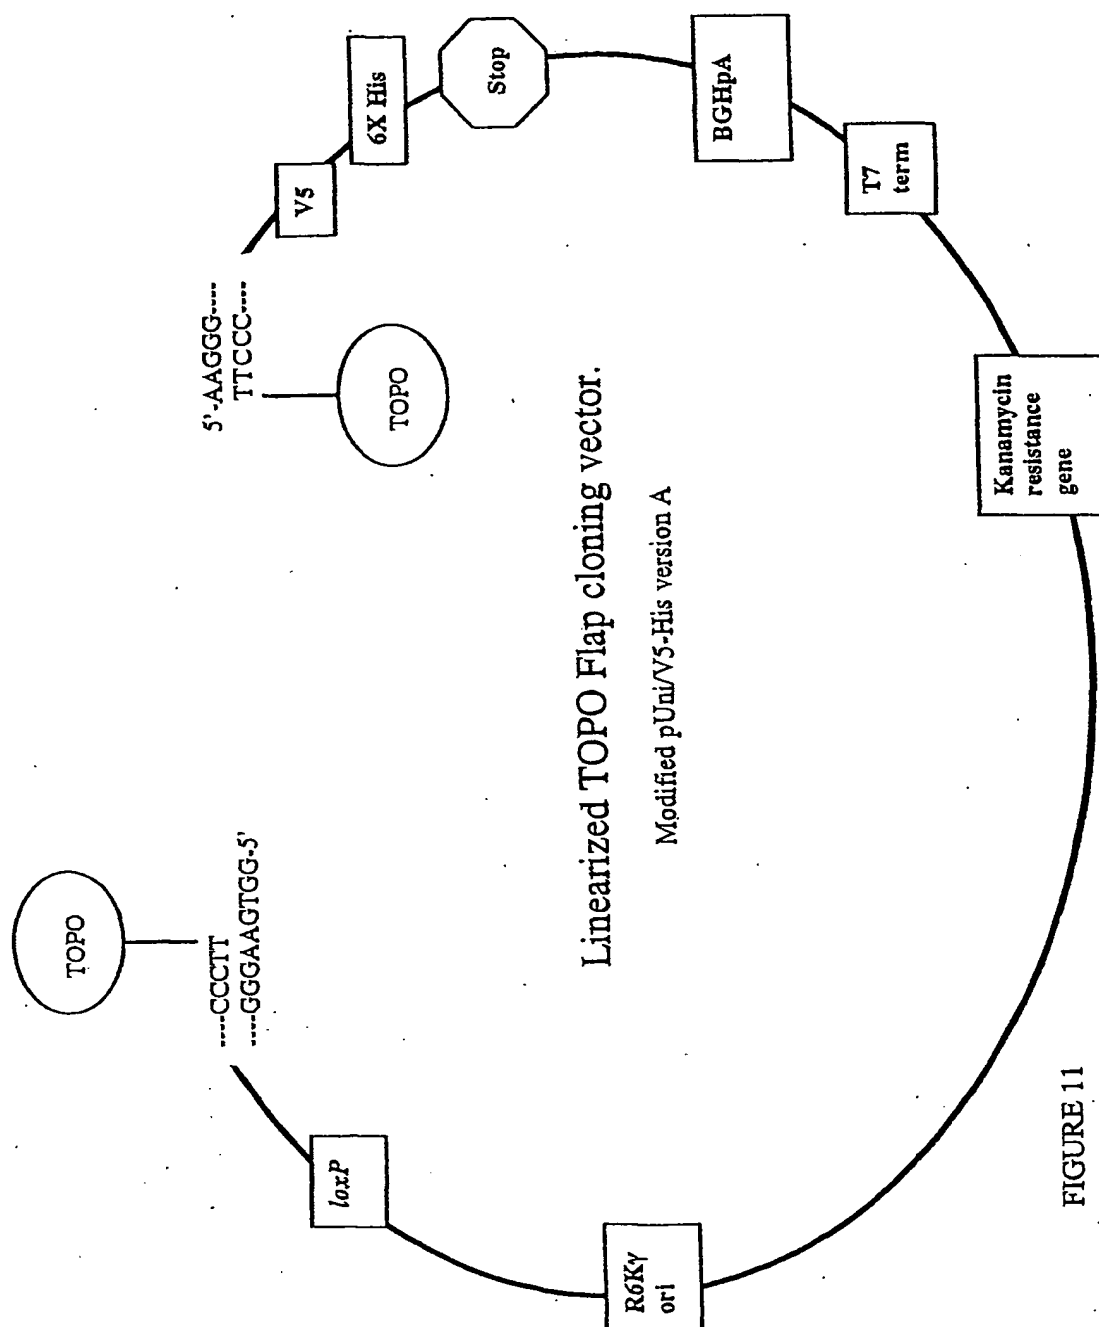 TOPO
----CCCTT
----GGGAAGTGG-5'
5'-AAGGG----
TTCCC----
TOPO
V5
6X His
Stop
BGHpA
T7
term
Kanamycin
resistance
gene
R6Kγ
ori
loxP
Linearized TOPO Flap cloning vector.
Modified pUni/V5-His version A
FIGURE 11